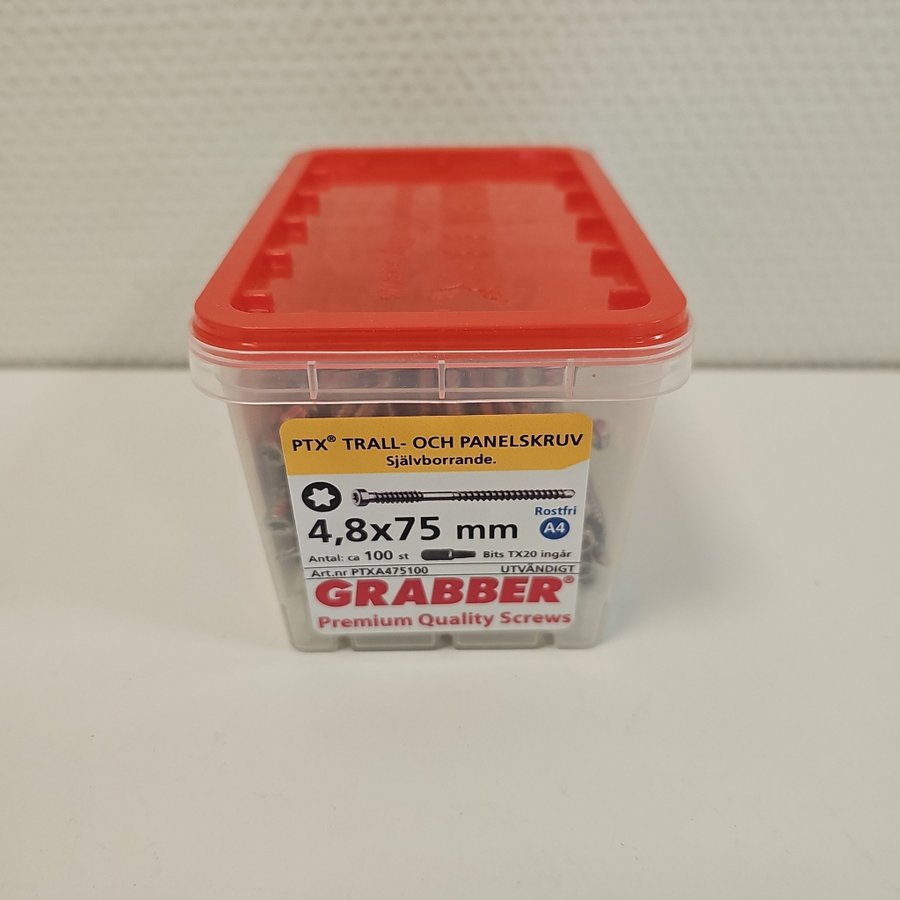 PTX® TRALL- OCH PANELSKRUV
Självborrande.
Rostfri
4,8x75 mm A4
Antal: ca 100 st Bits TX20 ingår
Art.nr PTXA475100 UTVÄNDIGT
GRABBER®
Premium Quality Screws